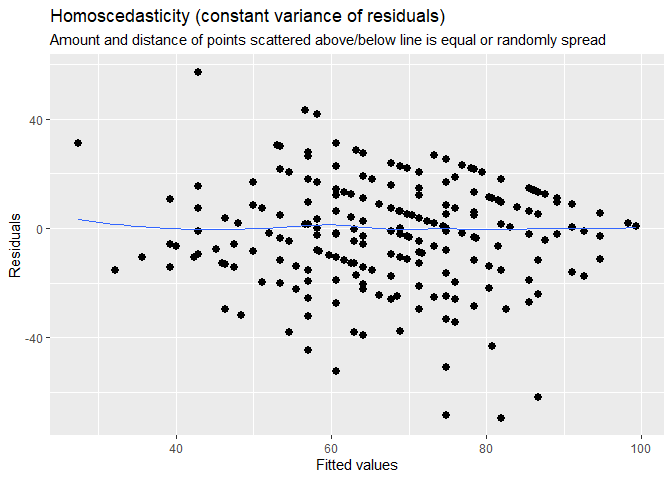 Homoscedasticity (constant variance of residuals)
Amount and distance of points scattered above/below line is equal or randomly spread
40
0
-40
Residuals
40
60
80
100
Fitted values